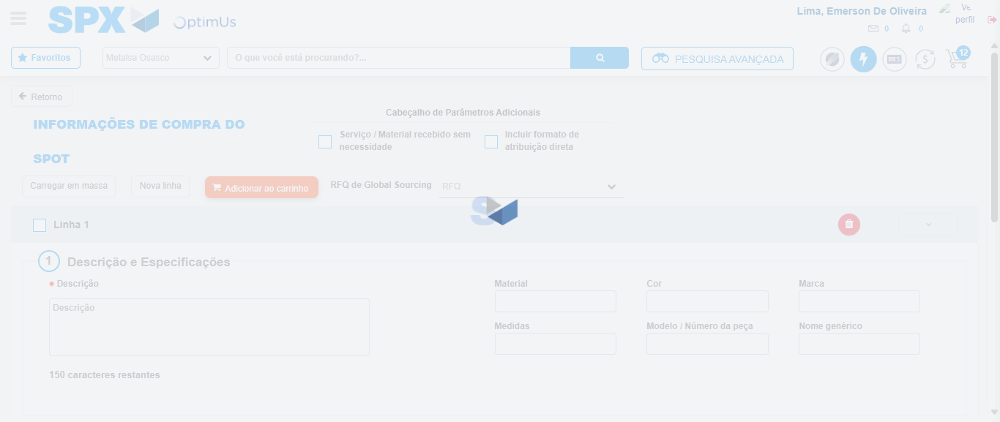 SPX
OptimUs
Lima, Emerson De Oliveira
Ve
perfil
0
0
Favoritos
Metalsa Osasco
O que você está procurando?...
PESQUISA AVANÇADA
$
12
Retorno
INFORMAÇÕES DE COMPRA DO
SPOT
Cabeçalho de Parâmetros Adicionais
Serviço / Material recebido sem
necessidade
Incluir formato de
atribuição direta
Carregar em massa
Nova linha
Adicionar ao carrinho
RFQ de Global Sourcing
RFQ
S
Linha 1
1
Descrição e Especificações
* Descrição
Descrição
150 caracteres restantes
Material
Cor
Marca
Medidas
Modelo / Número da peça
Nome genérico